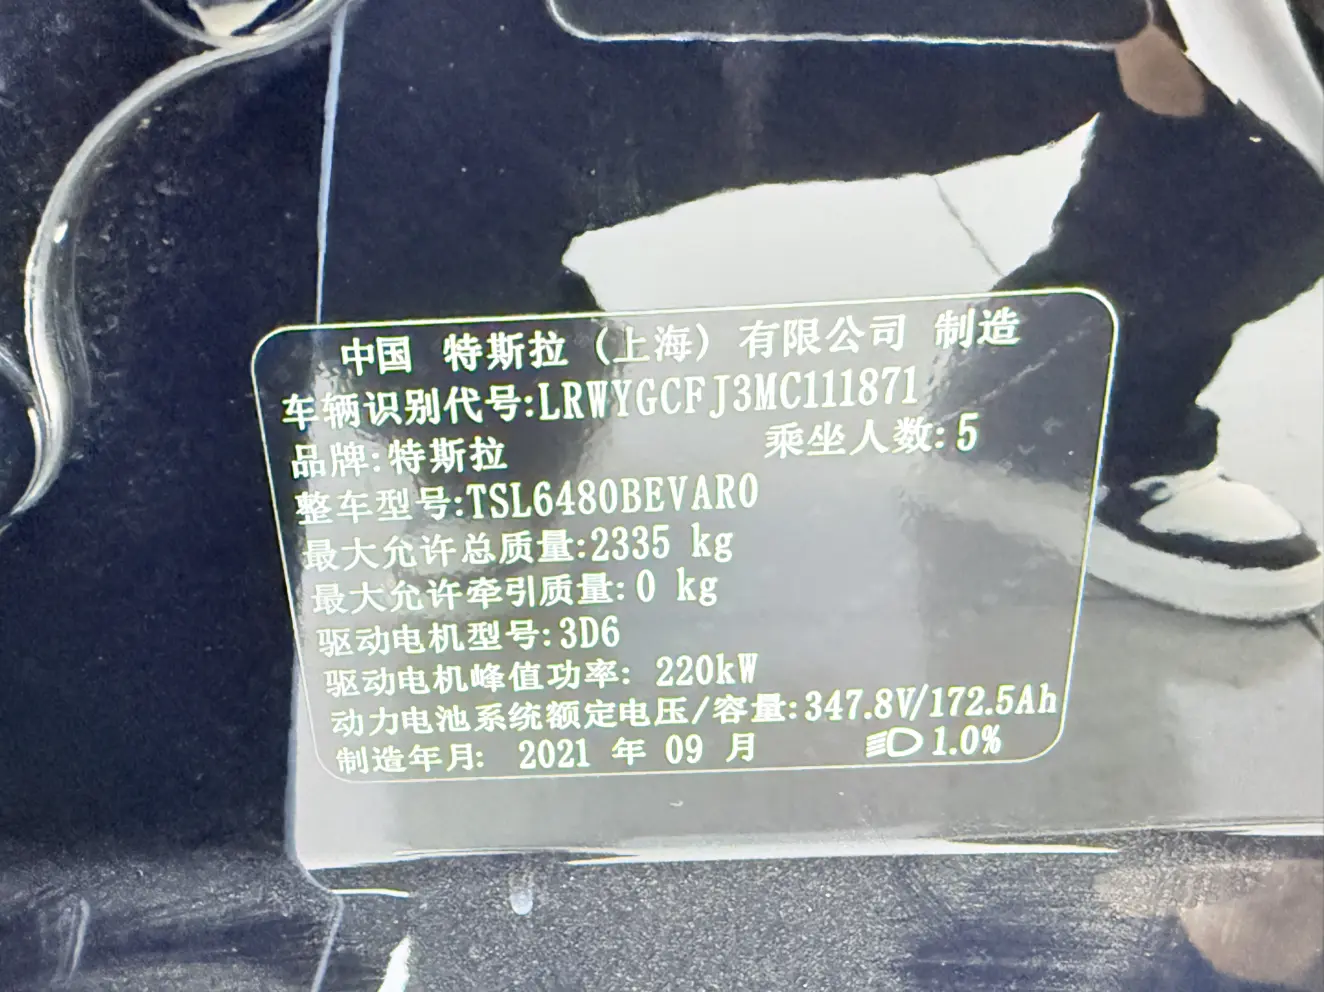 中国 特斯拉（上海）有限公司 制造
车辆识别代号:LRWYGCFJ3MC111871
品牌:特斯拉 乘坐人数:5
整车型号:TSL6480BEVAR0
最大允许总质量:2335 kg
最大允许牵引质量:0 kg
驱动电机型号:3D6
驱动电机峰值功率: 220kW
动力电池系统额定电压/容量:347.8V/172.5Ah
制造年月: 2021 年 09 月 1.0%